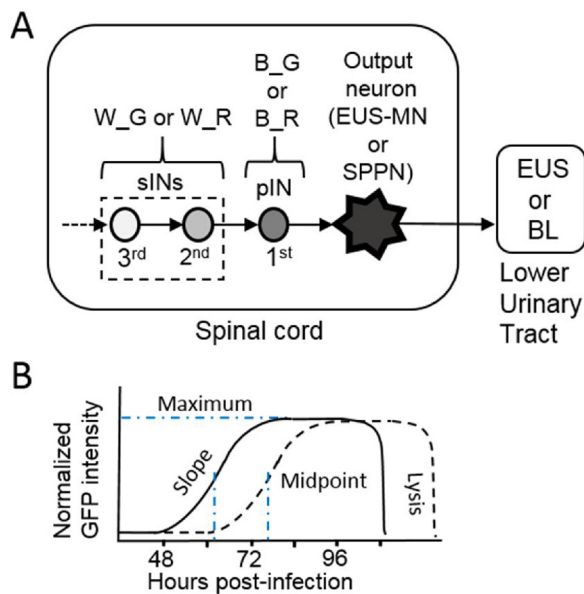 A
B_G
or
B_R
Output
neuron
(EUS-MN
or
SPPN)
W_G or W_R
sINs
pIN
EUS
or
BL
3rd
2nd
1st
Lower
Urinary
Tract
Spinal cord
B
Normalized
GFP intensity
Maximum
Slope
Midpoint
Lysis
48
72
96
Hours post-infection